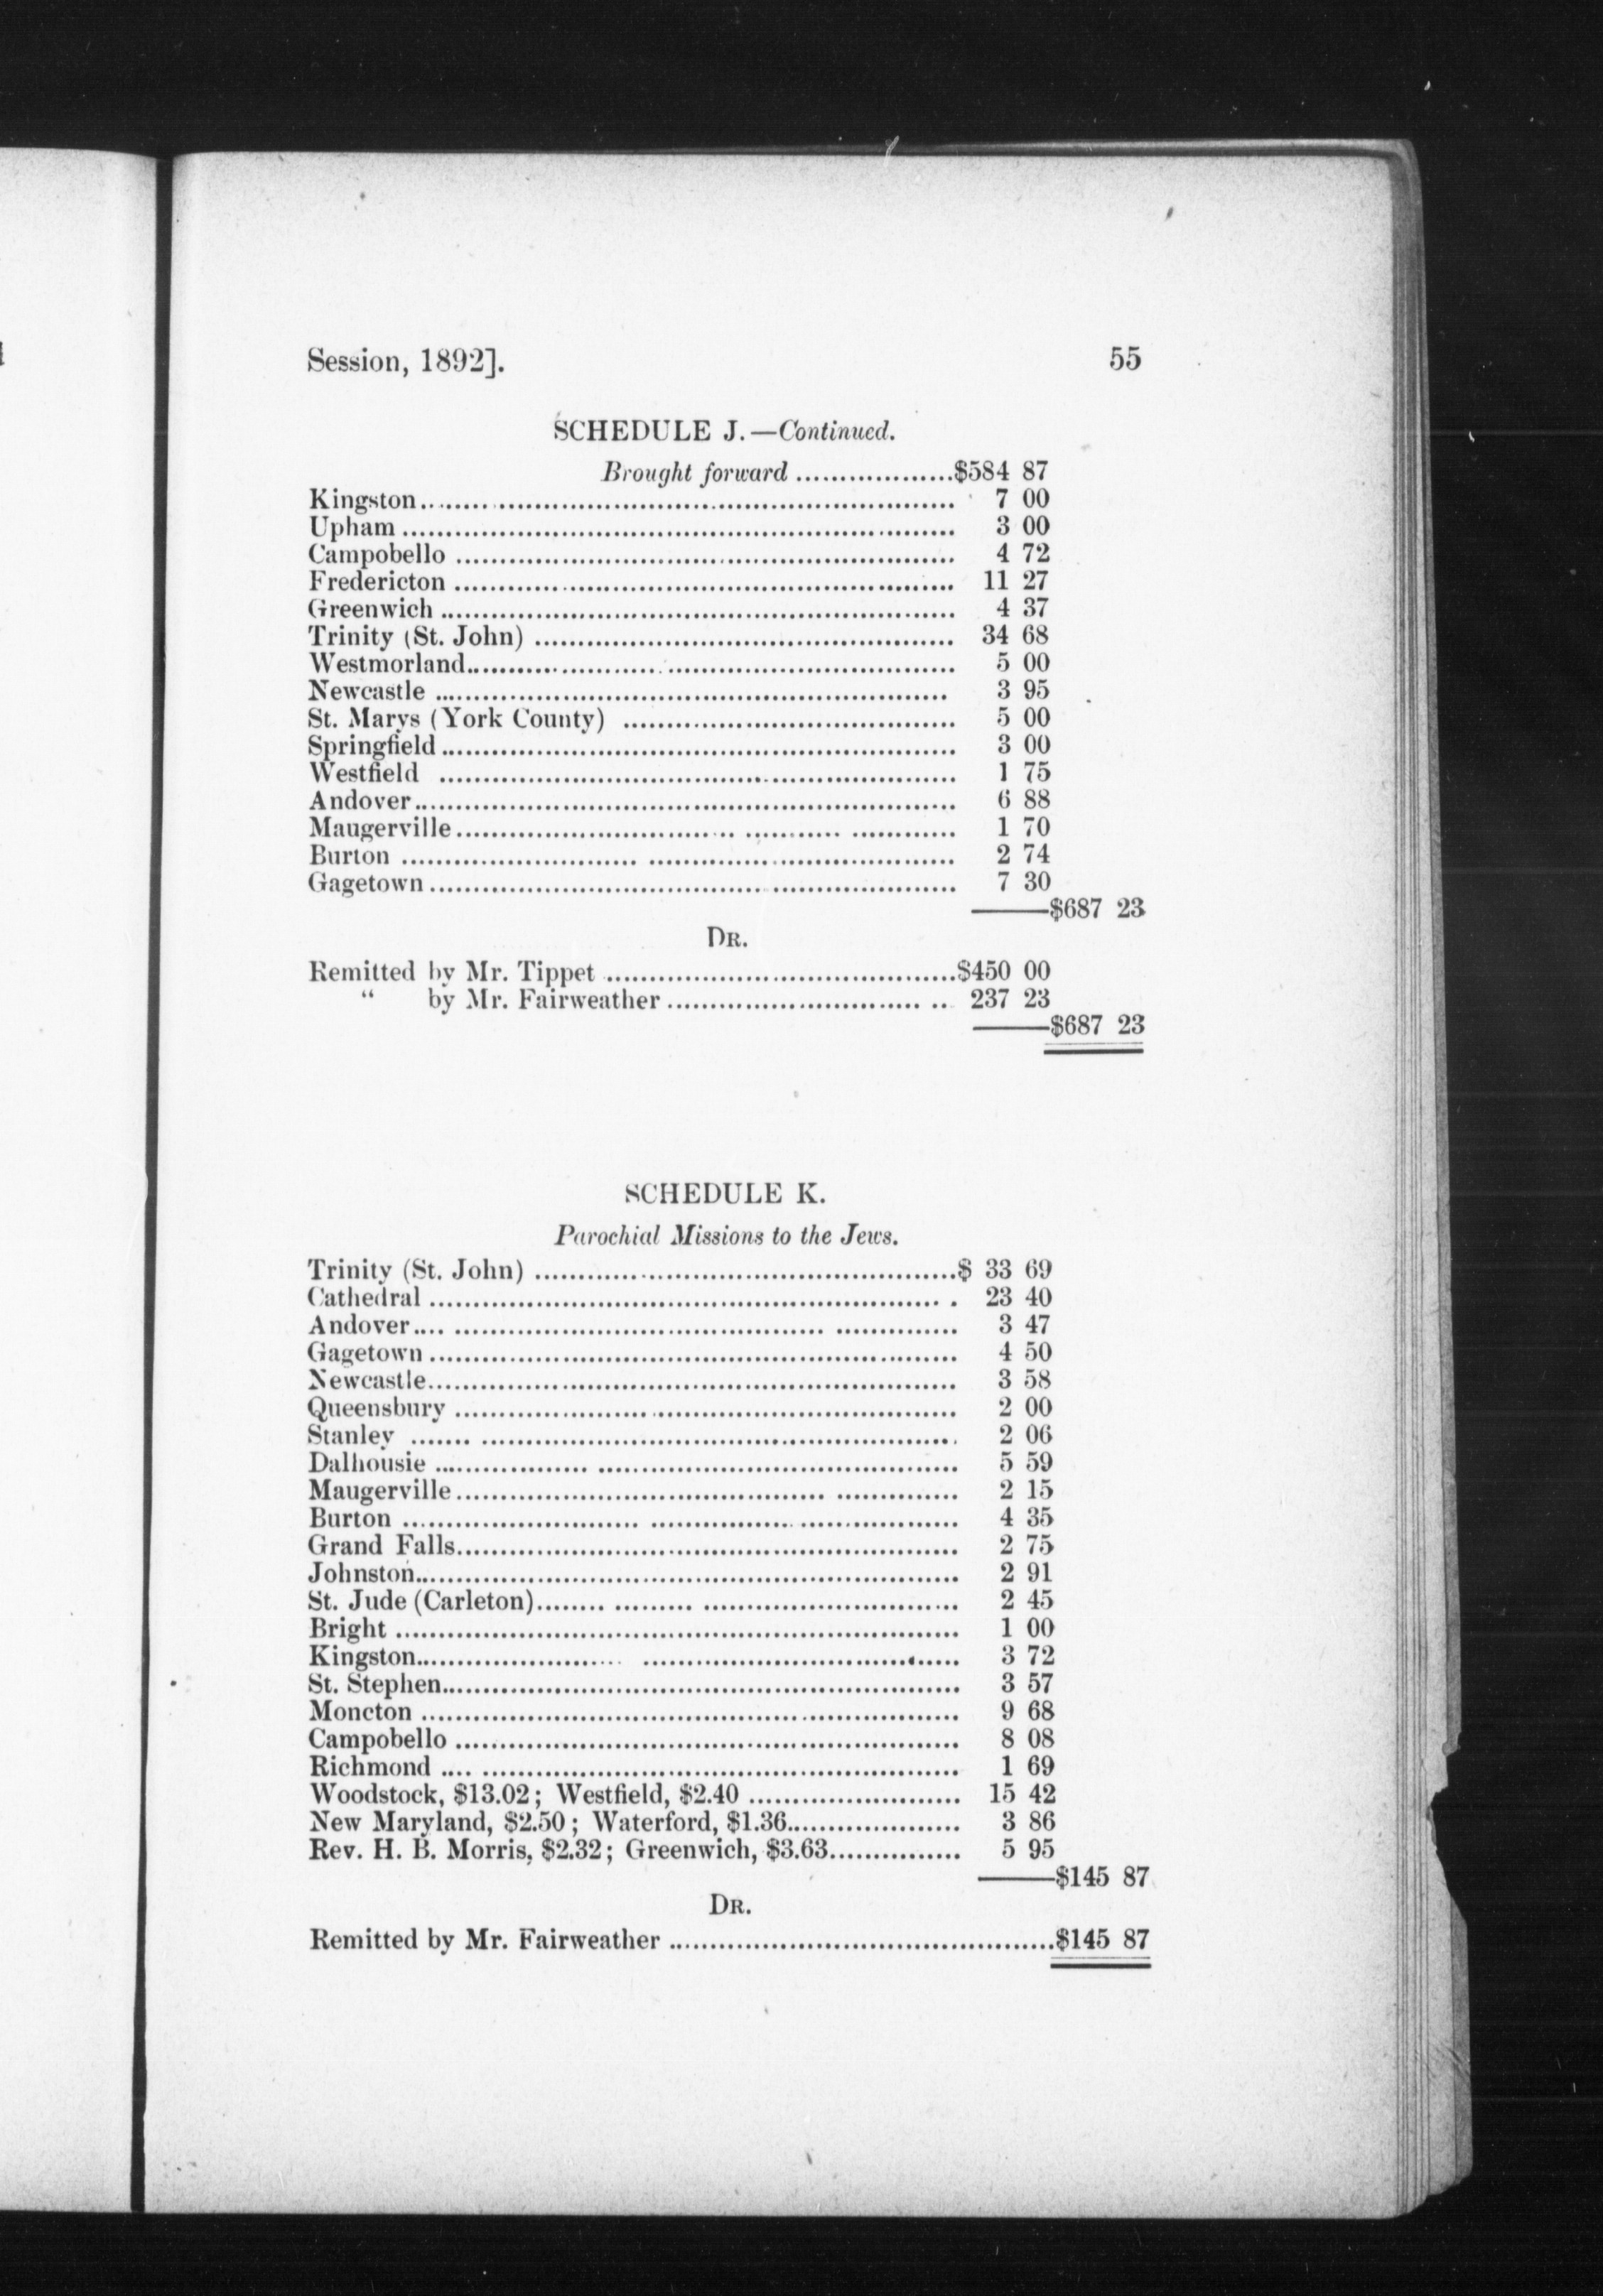 Session, 1892]. 55
SCHEDULE J.—Continued.
Brought forward ..................$584 87
Kingston.............................................................. 7 00
Upham .............................................................. 3 00
Campobello .......................................................... 4 72
Fredericton .......................................................... 11 27
Greenwich ............................................................ 4 37
Trinity (St. John) ................................................ 34 68
Westmorland........................................................ 5 00
Newcastle ............................................................ 3 95
St. Marys (York County) ...................................... 5 00
Springfield ............................................................ 3 00
Westfield ............................................................ 1 75
Andover................................................................ 6 88
Maugerville............................................................ 1 70
Burton ................................................................ 2 74
Gagetown .............................................................. 7 30
——$687 23
DR.
Remitted by Mr. Tippet ........................................$450 00
“ by Mr. Fairweather ............................... 237 23
——$687 23
SCHEDULE K.
Parochial Missions to the Jews.
Trinity (St. John) ................................................$ 33 69
Cathedral .............................................................. 23 40
Andover................................................................ 3 47
Gagetown .............................................................. 4 50
Newcastle.............................................................. 3 58
Queensbury .......................................................... 2 00
Stanley ................................................................ 2 06
Dalhousie .............................................................. 5 59
Maugerville............................................................ 2 15
Burton .................................................................. 4 35
Grand Falls............................................................ 2 75
Johnston................................................................ 2 91
St. Jude (Carleton).................................................. 2 45
Bright .................................................................. 1 00
Kingston................................................................ 3 72
St. Stephen............................................................ 3 57
Moncton ................................................................ 9 68
Campobello ............................................................ 8 08
Richmond .............................................................. 1 69
Woodstock, $13.02; Westfield, $2.40 ........................ 15 42
New Maryland, $2.50; Waterford, $1.36.................... 3 86
Rev. H. B. Morris, $2.32; Greenwich, $3.63............... 5 95
——$145 87
DR.
Remitted by Mr. Fairweather ............................................$145 87